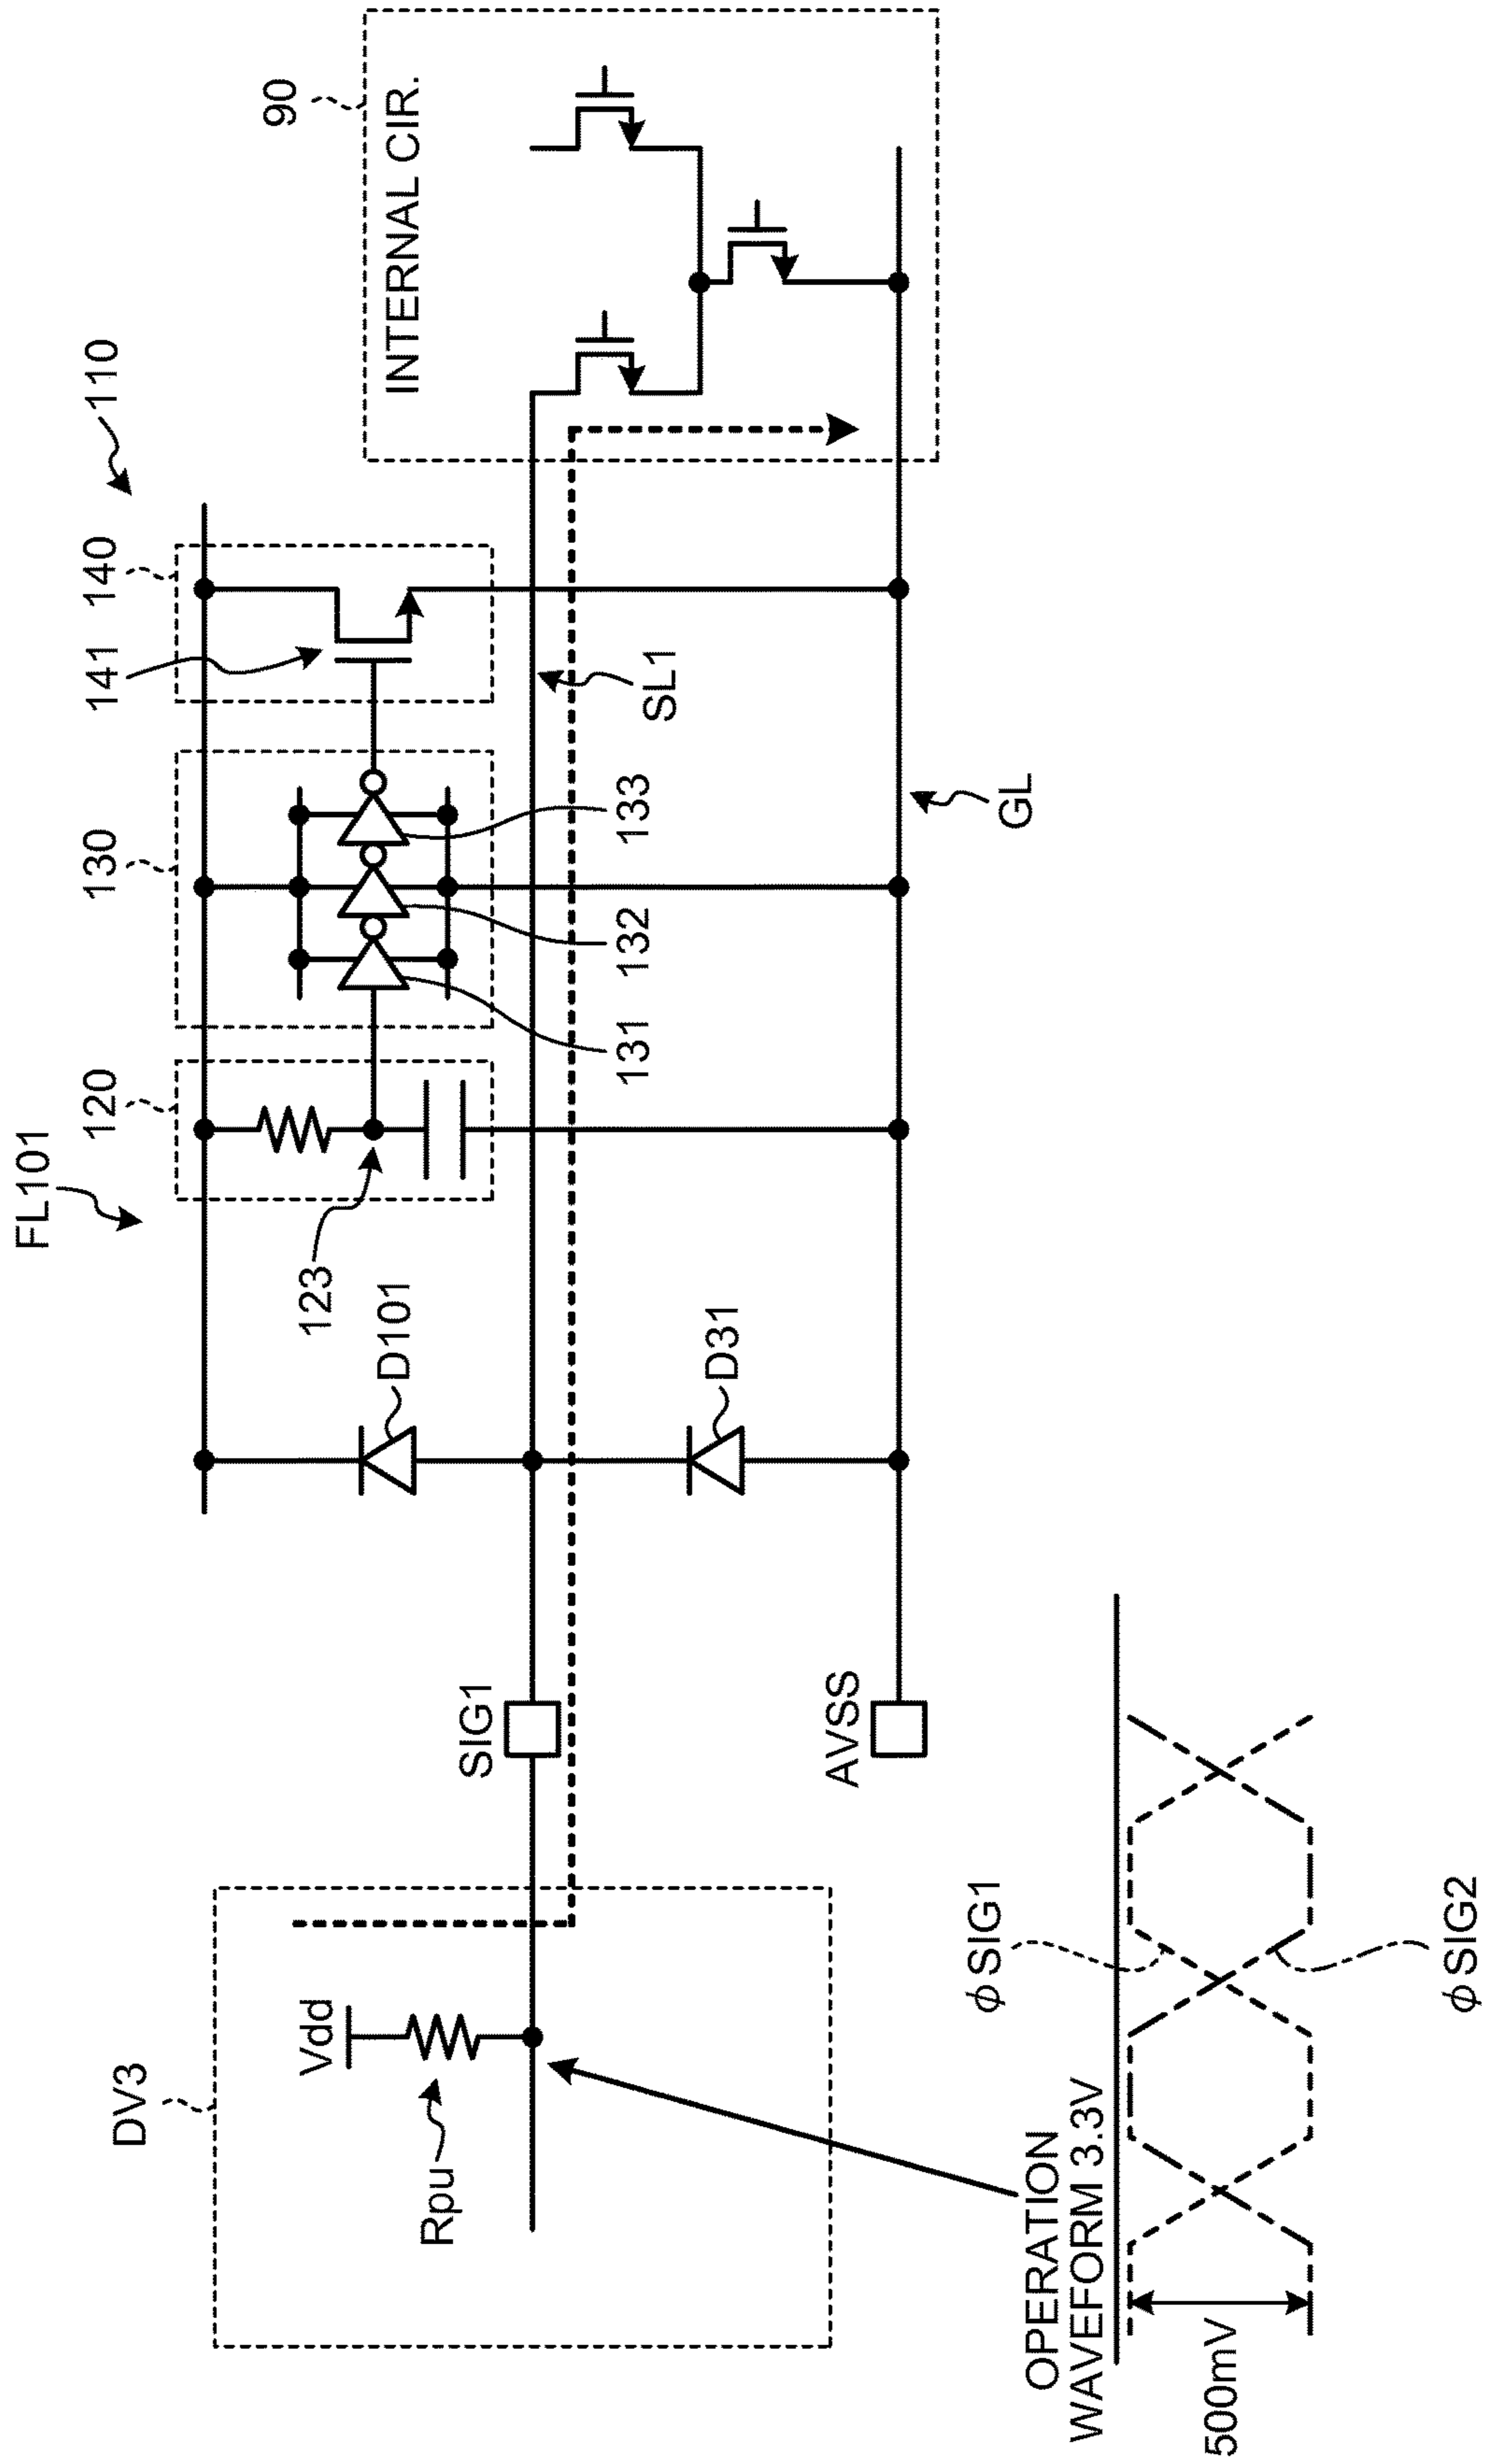 FL101
110
120
130
140
141
90
INTERNAL CIR.
123
D101
131
132
133
SL1
D31
GL
DV3
Vdd
Rpu
SIG1
AVSS
OPERATION
WAVEFORM 3.3V
500mV
ϕSIG1
ϕSIG2